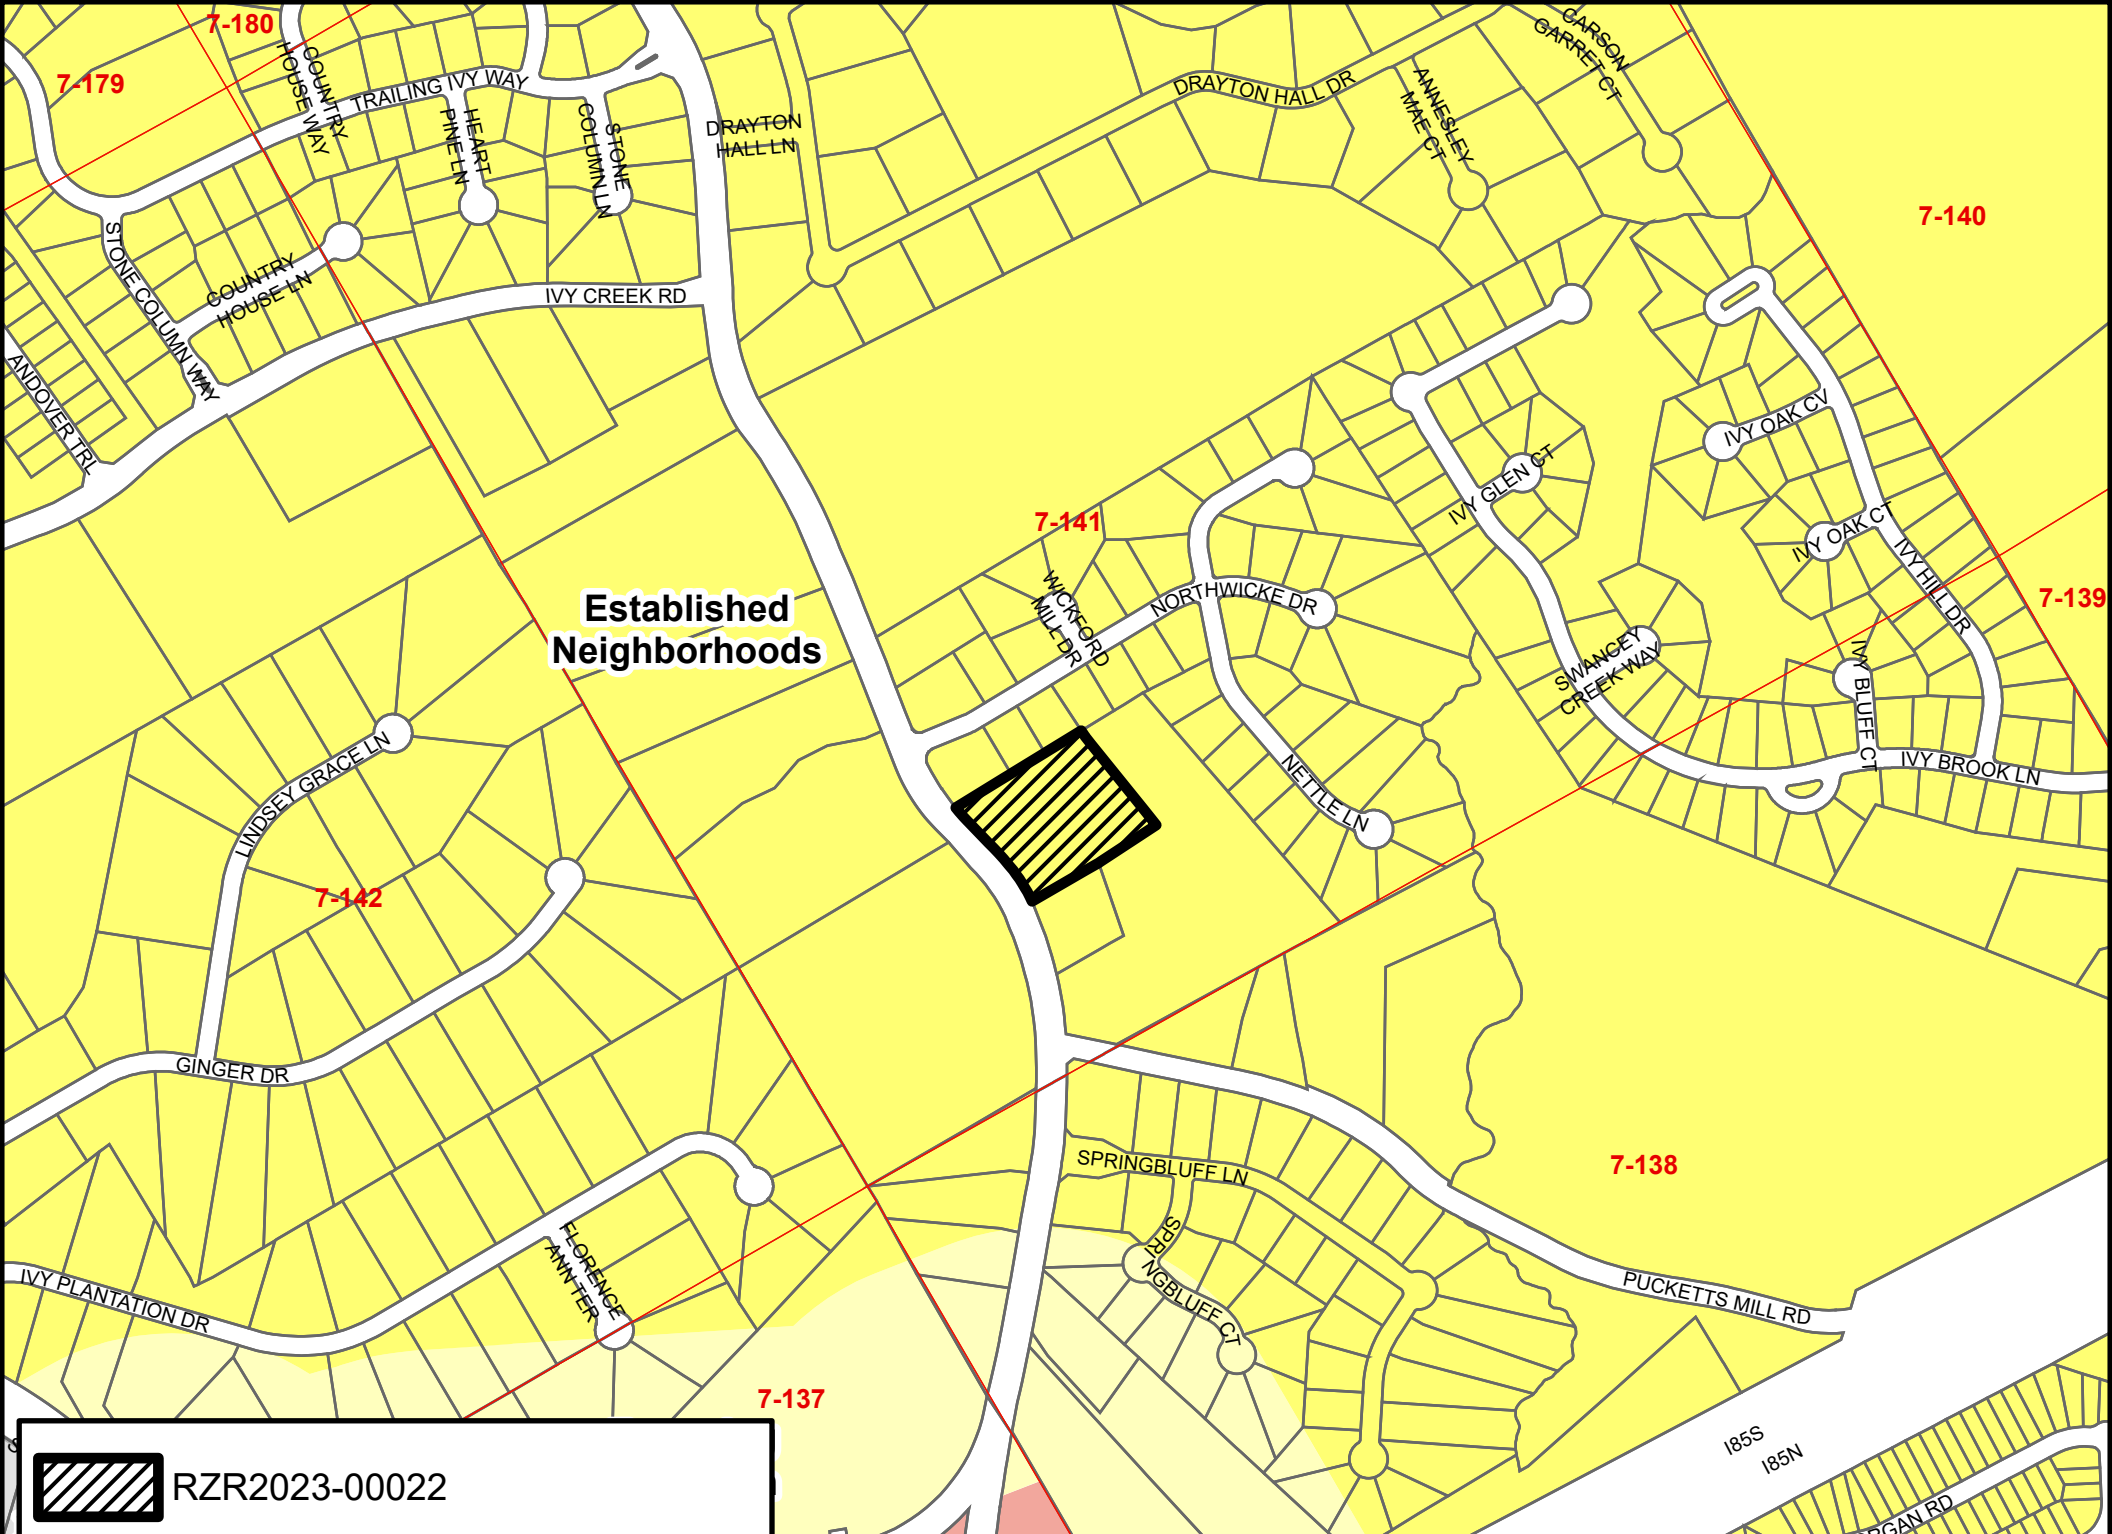 7-180
7-179
COUNTRY
HOUSE WAY
TRAILING IVY WAY
HEART
PINE LN
STONE
COLUMN LN
DRAYTON
HALL LN
DRAYTON HALL DR
ANNESLEY
MAE CT
CARSON
GARRET CT
7-140
STONE COLUMN WAY
COUNTRY
HOUSE LN
IVY CREEK RD
ANDOVER TRL
IVY OAK CV
IVY GLEN CT
7-141
IVY OAK CT
IVY HILL DR
7-139
Established
Neighborhoods
WICKFORD
MILL DR
NORTHWICKE DR
SWANCEY
CREEK WAY
IVY BLUFF CT
IVY BROOK LN
NETTLE LN
LINDSEY GRACE LN
7-142
GINGER DR
SPRINGBLUFF LN
7-138
SPRI
NGBLUFF CT
FLORENCE
ANN TER
IVY PLANTATION DR
PUCKETTS MILL RD
7-137
I85S
I85N
RGAN RD
RZR2023-00022